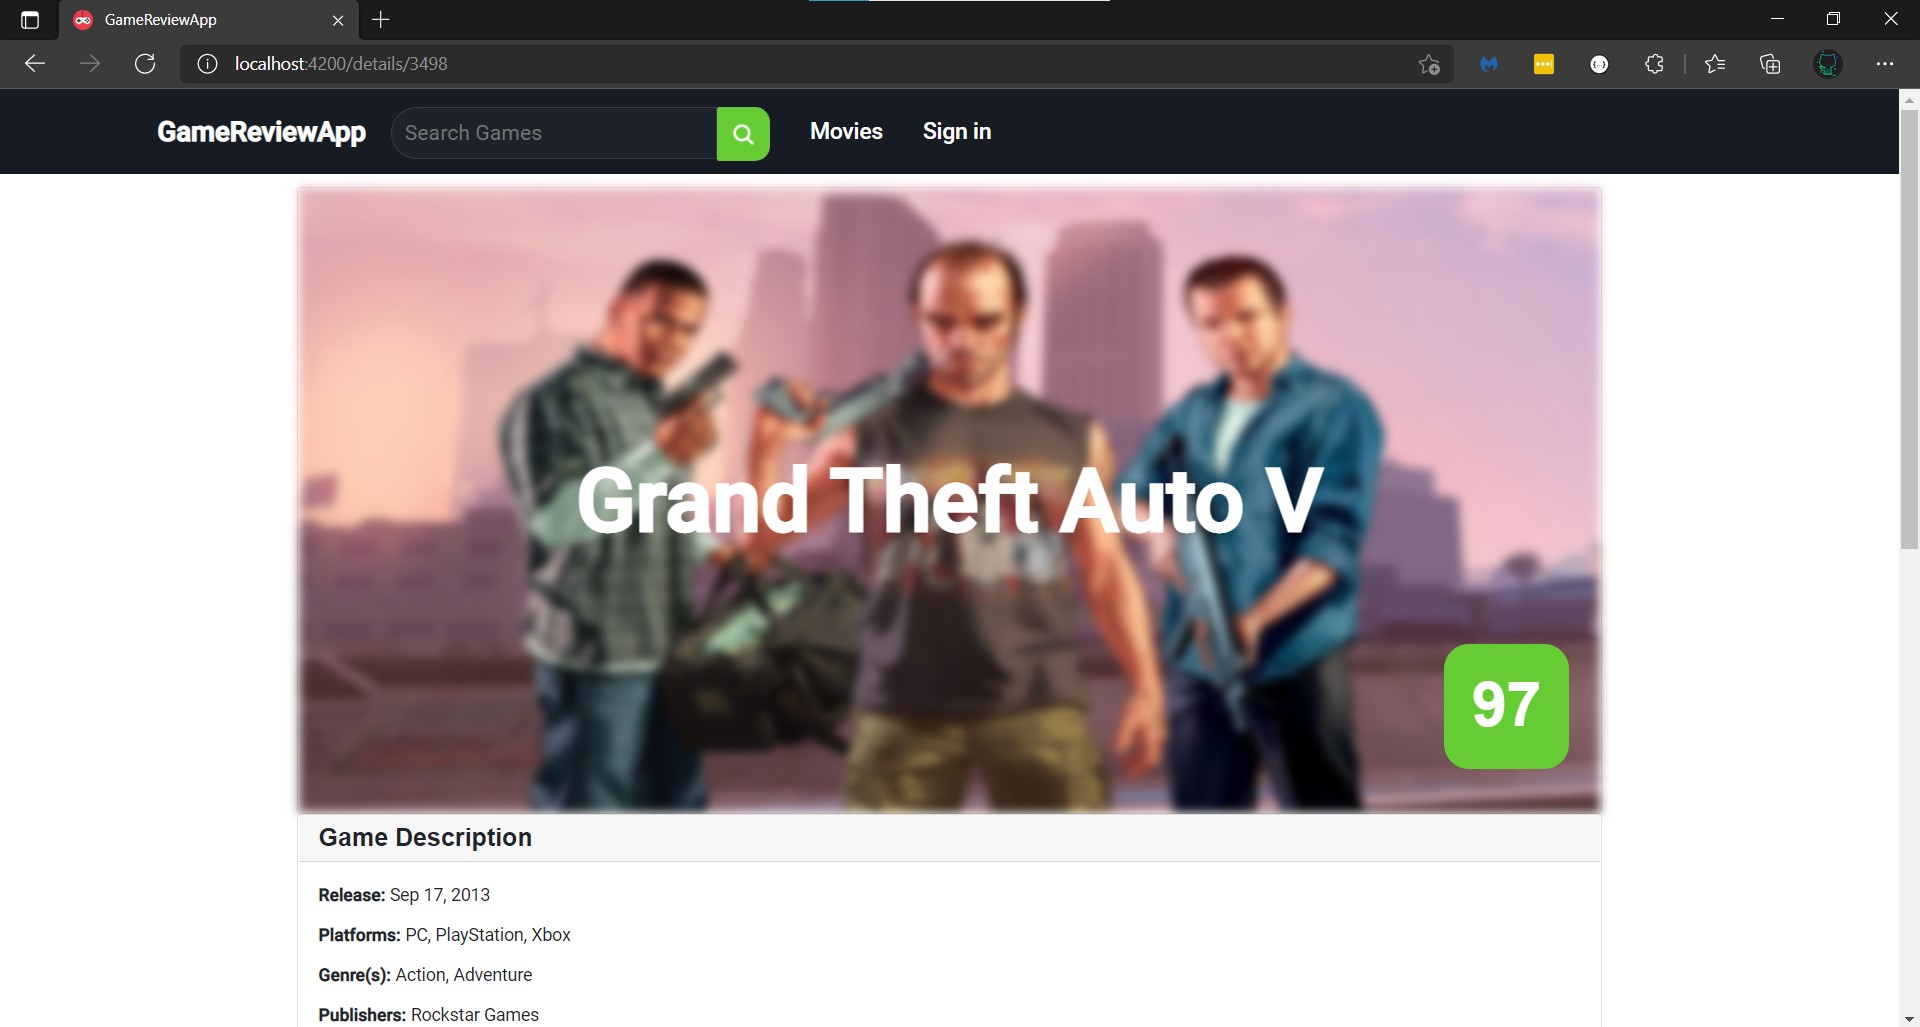 GameReviewApp
localhost:4200/details/3498
GameReviewApp
Search Games
Movies
Sign in
Grand Theft Auto V
97
Game Description
Release: Sep 17, 2013
Platforms: PC, PlayStation, Xbox
Genre(s): Action, Adventure
Publishers: Rockstar Games